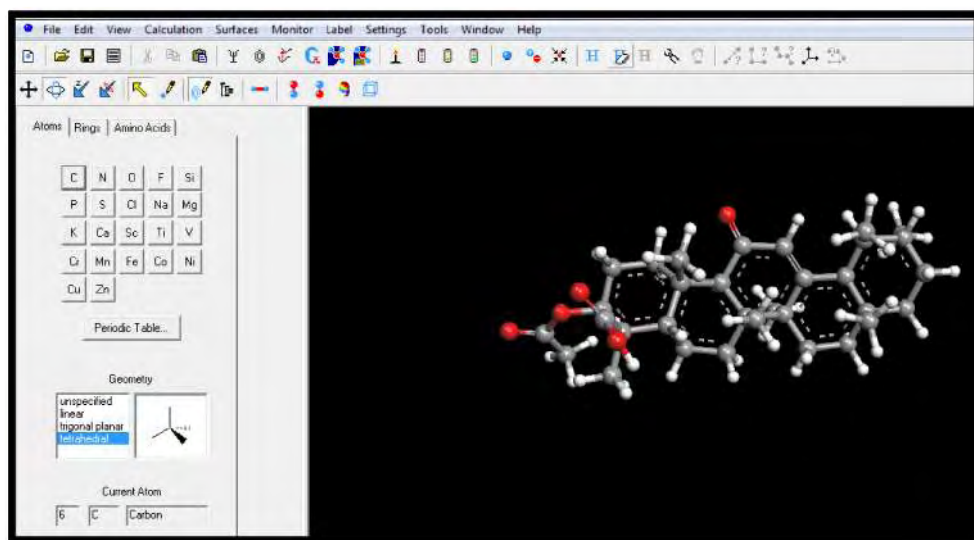 File Edit View Calculation Surfaces Monitor Label Settings Tools Window Help
Atoms Rings Amino Acids
C N O F Si
P S Cl Na Mg
K Ca Sc Ti V
Cr Mn Fe Co Ni
Cu Zn
Periodic Table...
Geometry
unspecified
linear
trigonal planar
tetrahedral
Current Atom
6 C Carbon